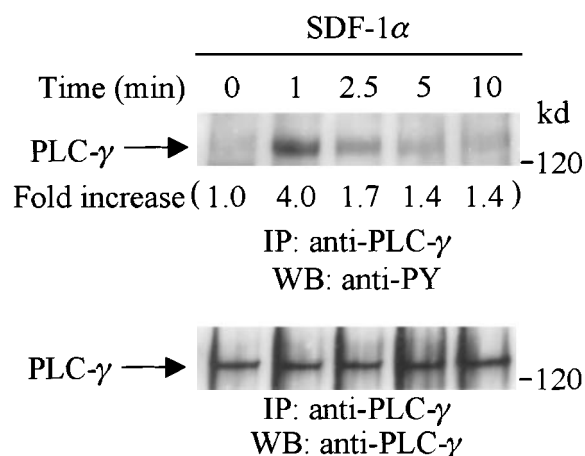 SDF-1α
Time (min) 0 1 2.5 5 10
kd
PLC-γ
-120
Fold increase (1.0 4.0 1.7 1.4 1.4)
IP: anti-PLC-γ
WB: anti-PY
PLC-γ
-120
IP: anti-PLC-γ
WB: anti-PLC-γ